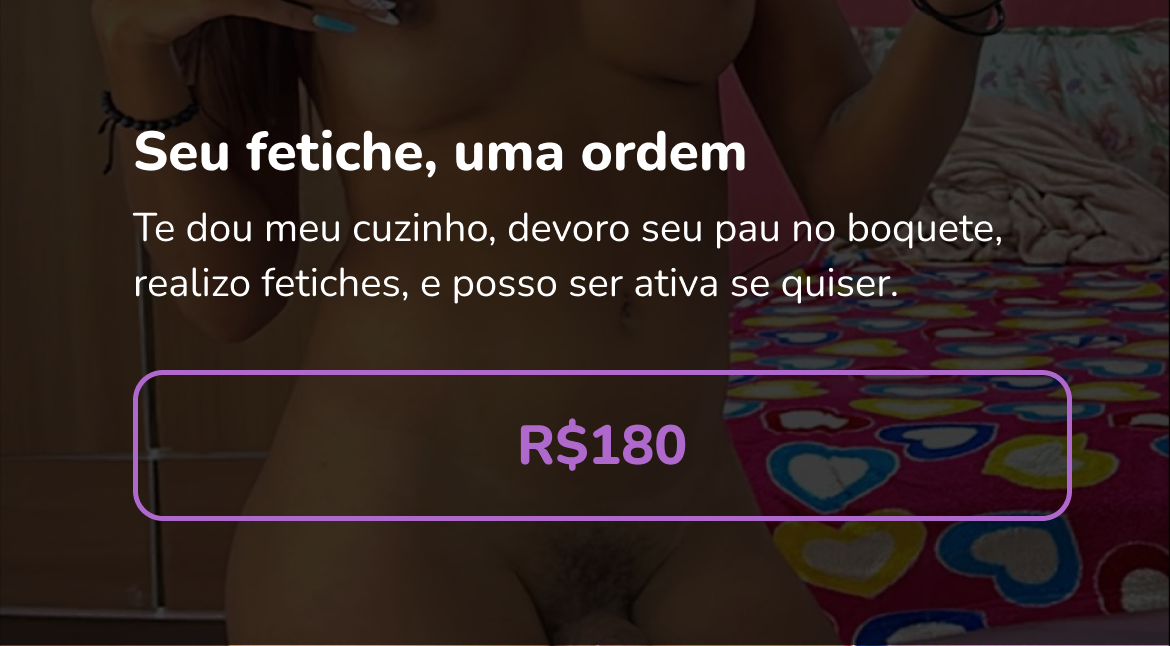 Seu fetiche, uma ordem
Te dou meu cuzinho, devoro seu pau no boquete,
realizo fetiches, e posso ser ativa se quiser.
R$180